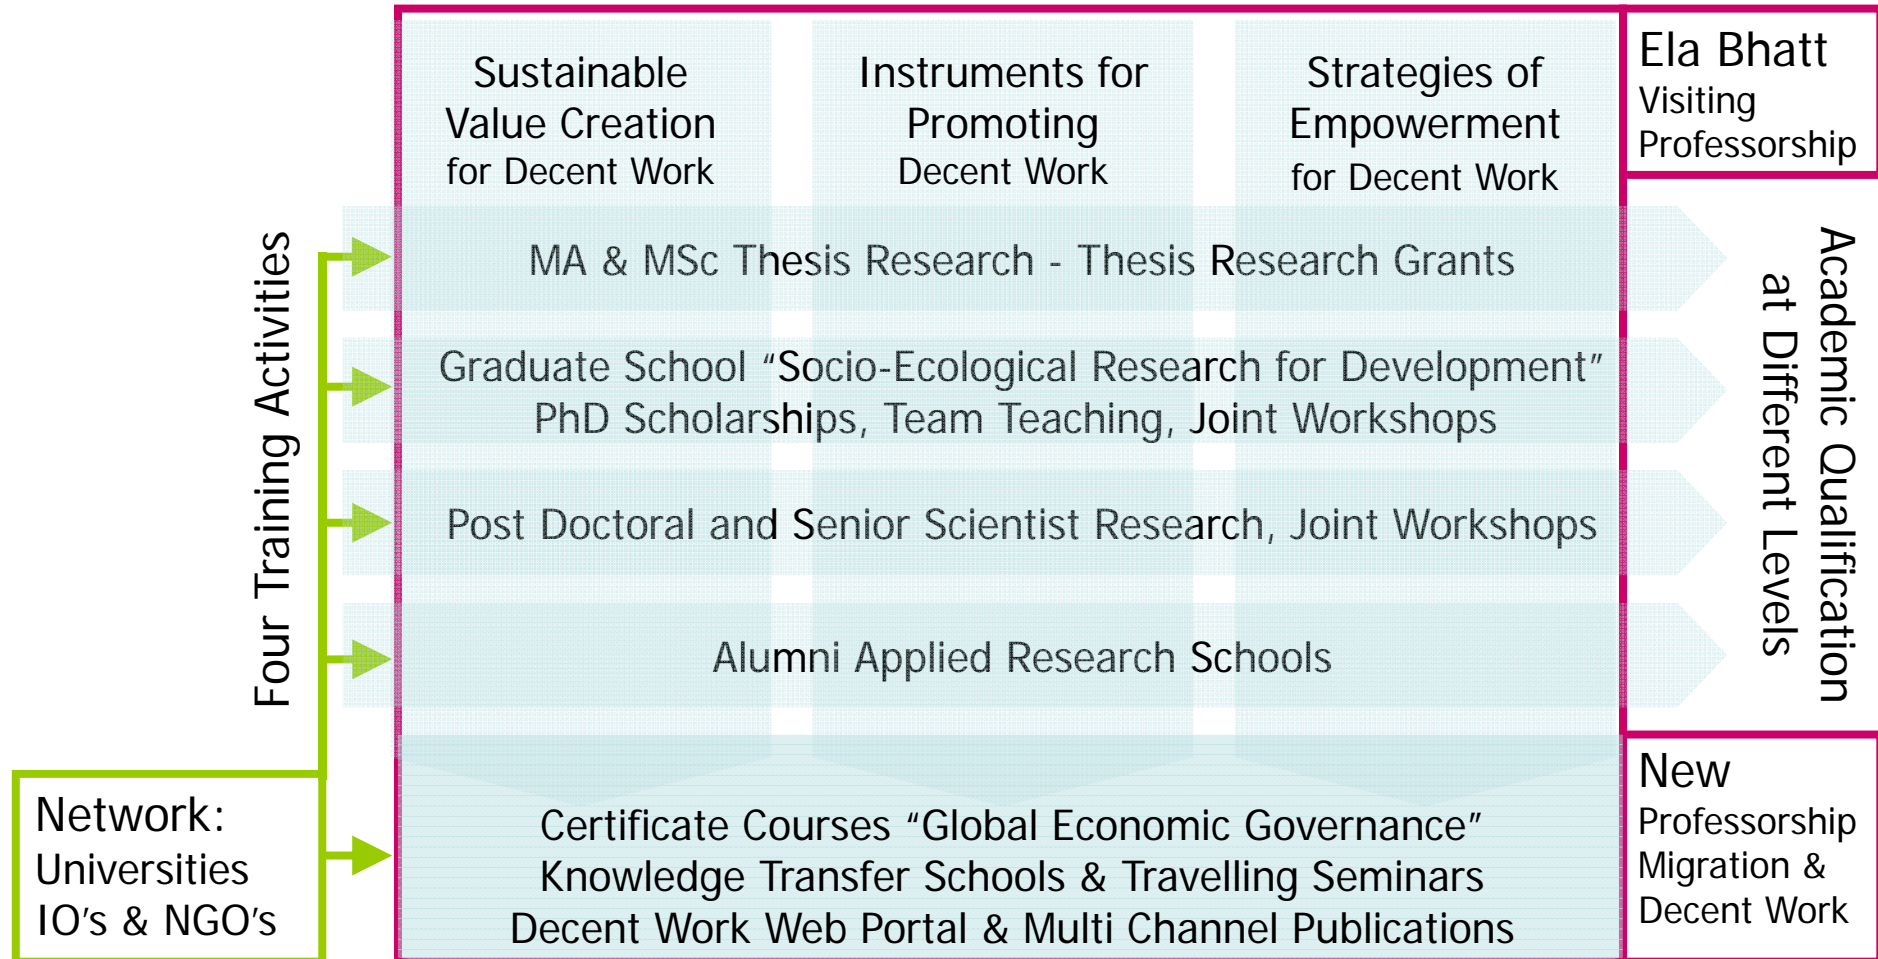 Sustainable
Value Creation
for Decent Work
Instruments for
Promoting
Decent Work
Strategies of
Empowerment
for Decent Work
Ela Bhatt
Visiting
Professorship
Four Training Activities
MA & MSc Thesis Research - Thesis Research Grants
Graduate School “Socio-Ecological Research for Development”
PhD Scholarships, Team Teaching, Joint Workshops
Post Doctoral and Senior Scientist Research, Joint Workshops
Alumni Applied Research Schools
Academic Qualification
at Different Levels
Network:
Universities
IO’s & NGO’s
Certificate Courses “Global Economic Governance”
Knowledge Transfer Schools & Travelling Seminars
Decent Work Web Portal & Multi Channel Publications
New
Professorship
Migration &
Decent Work